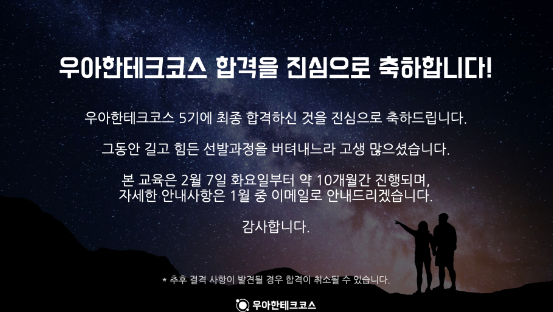 우아한테크코스 합격을 진심으로 축하합니다!
우아한테크코스 5기에 최종 합격하신 것을 진심으로 축하드립니다.
그동안 길고 힘든 선발과정을 버텨내느라 고생 많으셨습니다.
본 교육은 2월 7일 화요일부터 약 10개월간 진행되며,
자세한 안내사항은 1월 중 이메일로 안내드리겠습니다.
감사합니다.
* 추후 결격 사항이 발견될 경우 합격이 취소될 수 있습니다.
우아한테크코스